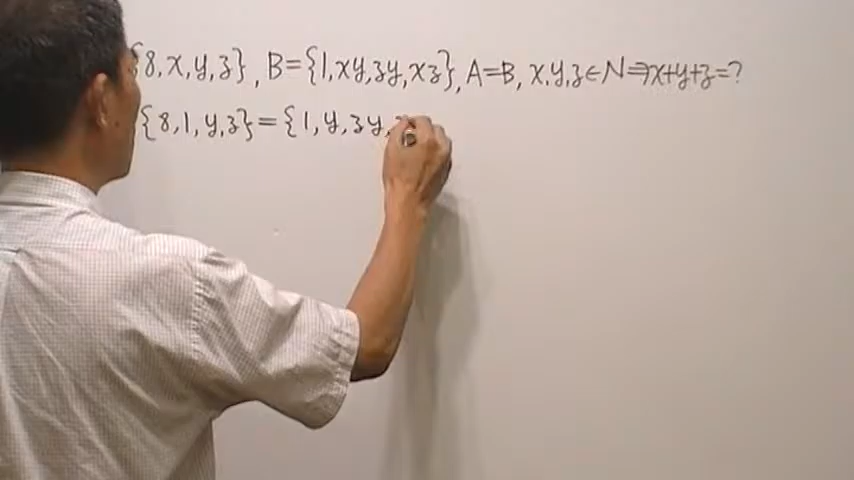 {8,x,y,z}, B={1,xy,zy,xz}, A=B, x,y,z∈N⇒x+y+z=?
{8,1,y,z}={1,y,zy,